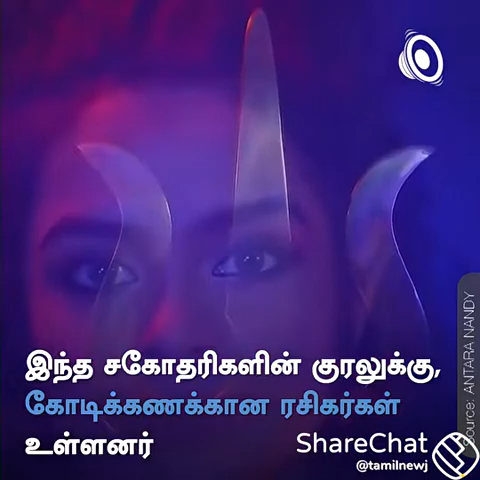 இந்த சகோதரிகளின் குரலுக்கு,
கோடிக்கணக்கான ரசிகர்கள்
உள்ளனர்
ShareChat
@tamilnewj
Source: ANTARA NANDY